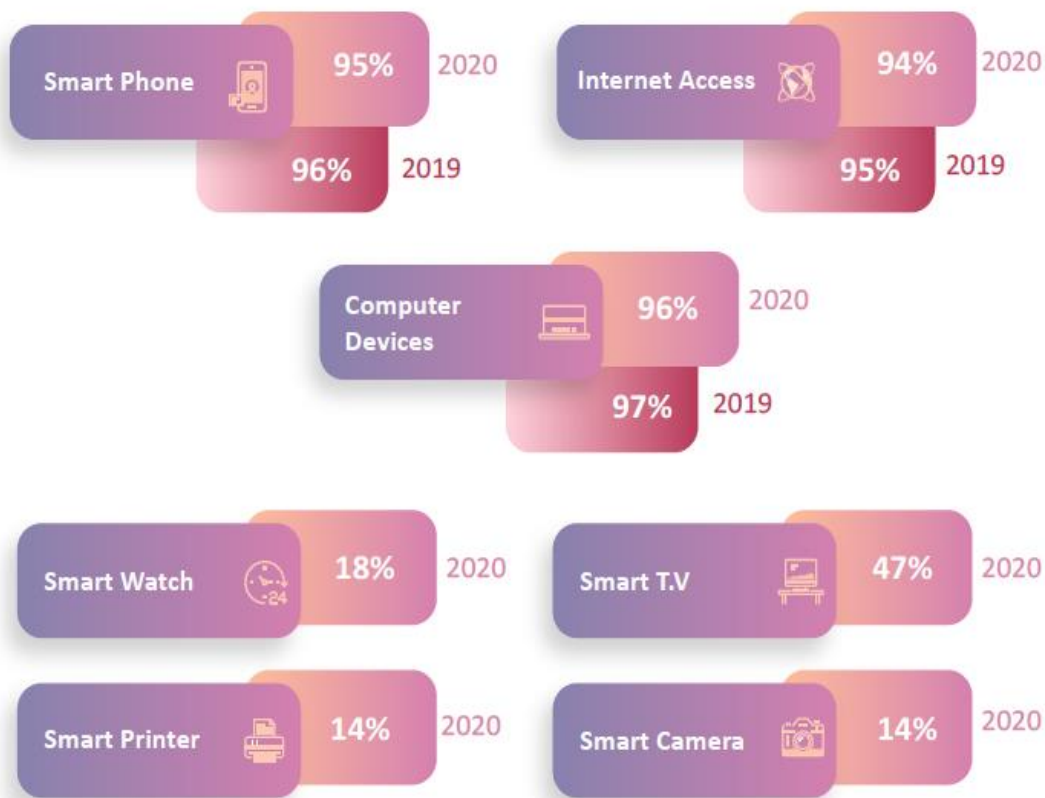 Smart Phone
95%
2020
96%
2019
Internet Access
94%
2020
95%
2019
Computer
Devices
96%
2020
97%
2019
Smart Watch
24
18%
2020
Smart T.V
47%
2020
Smart Printer
14%
2020
Smart Camera
14%
2020